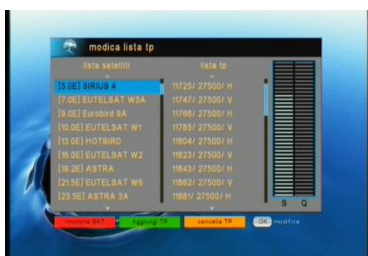 modica lista tp
lista satelliti lista tp
[5.0E] SIRIUS 4 11725/ 27500/ H
[7.0E] EUTELSAT W3A 11747/ 27500/ V
[9.0E] Eurobird 9A 11766/ 27500/ H
[10.0E] EUTELSAT W1 11785/ 27500/ V
[13.0E] HOTBIRD 11804/ 27500/ H
[16.0E] EUTELSAT W2 11823/ 27500/ V
[19.2E] ASTRA 11843/ 27500/ H
[21.5E] EUTELSAT W6 11862/ 27500/ V
[23.5E] ASTRA 3A 11881/ 27500/ H
S Q
SAT Aggiungi TP cancella TP OK modifica